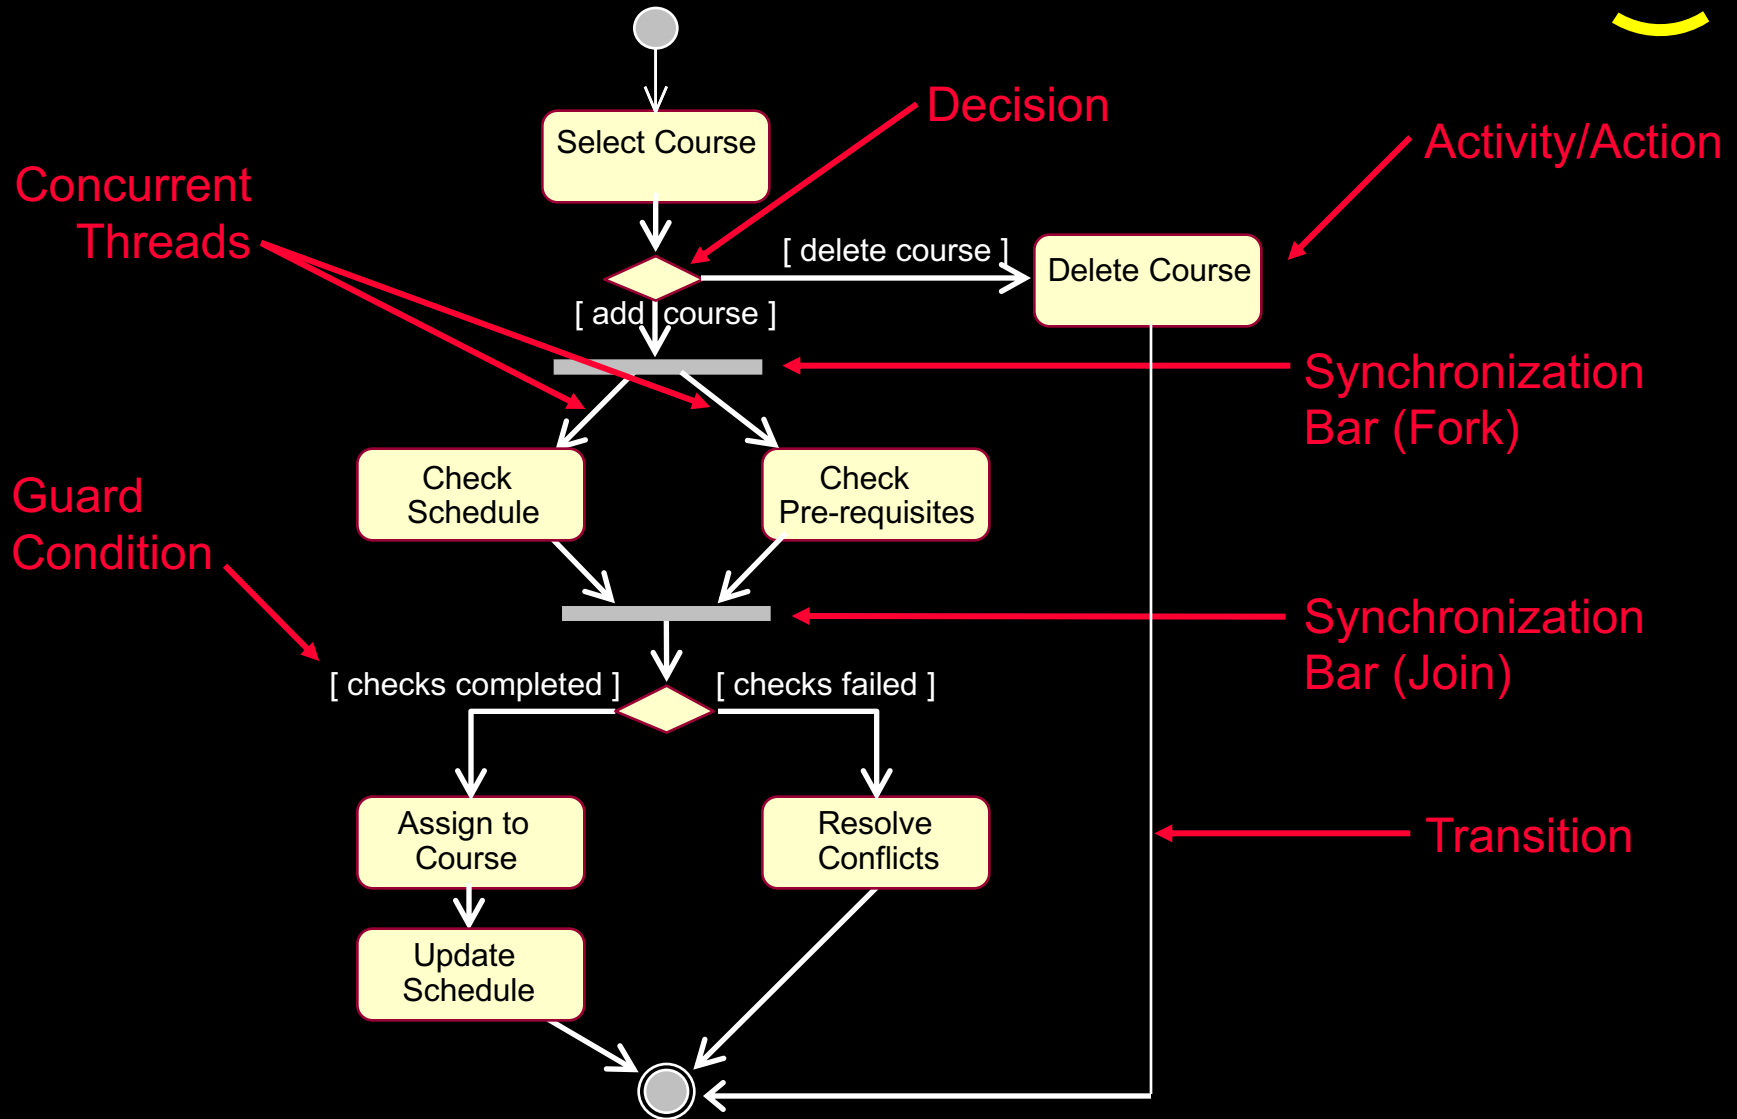 Decision
Select Course
Activity/Action
Concurrent
Threads
[ delete course ]
Delete Course
[ add course ]
Synchronization
Bar (Fork)
Check
Schedule
Check
Pre-requisites
Guard
Condition
Synchronization
Bar (Join)
[ checks completed ]
[ checks failed ]
Assign to
Course
Resolve
Conflicts
Transition
Update
Schedule